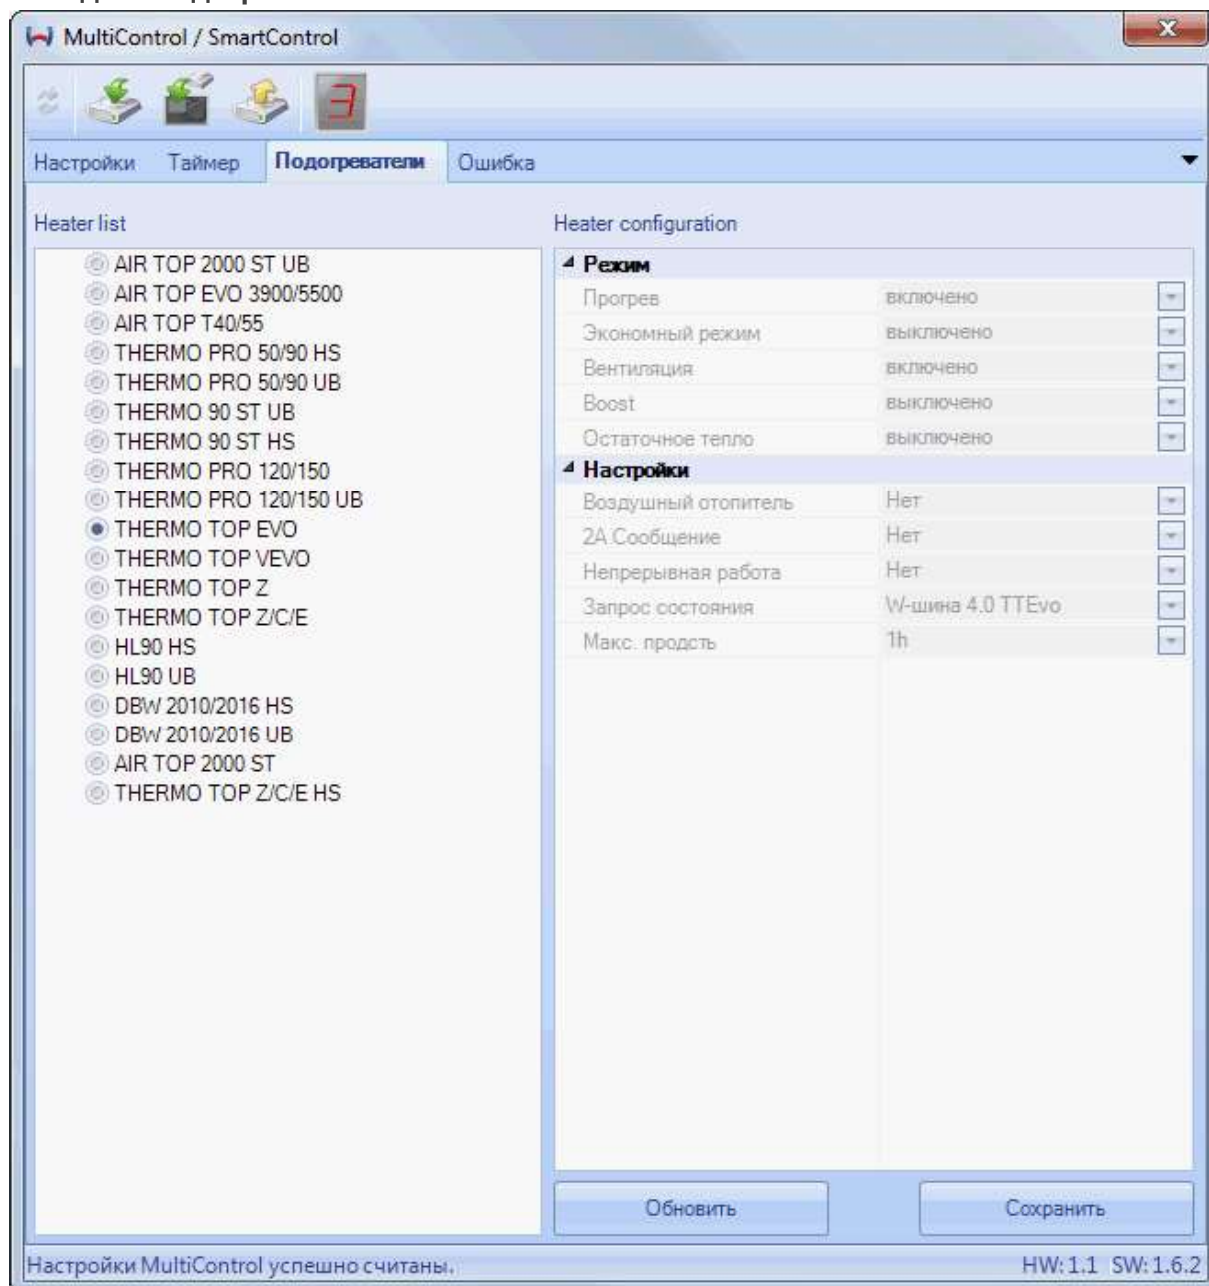 MultiControl / SmartControl
Настройки Таймер Подогреватели Ошибка
Heater list
AIR TOP 2000 ST UB
AIR TOP EVO 3900/5500
AIR TOP T40/55
THERMO PRO 50/90 HS
THERMO PRO 50/90 UB
THERMO 90 ST UB
THERMO 90 ST HS
THERMO PRO 120/150
THERMO PRO 120/150 UB
THERMO TOP EVO
THERMO TOP VEVO
THERMO TOP Z
THERMO TOP Z/C/E
HL90 HS
HL90 UB
DBW 2010/2016 HS
DBW 2010/2016 UB
AIR TOP 2000 ST
THERMO TOP Z/C/E HS
Heater configuration
Режим
Прогрев включено
Экономный режим выключено
Вентиляция включено
Boost выключено
Остаточное тепло выключено
Настройки
Воздушный отопитель Нет
2A Сообщение Нет
Непрерывная работа Нет
Запрос состояния W-шина 4.0 TTEvo
Макс. продсть 1h
Обновить Сохранить
Настройки MultiControl успешно считаны. HW: 1.1 SW: 1.6.2